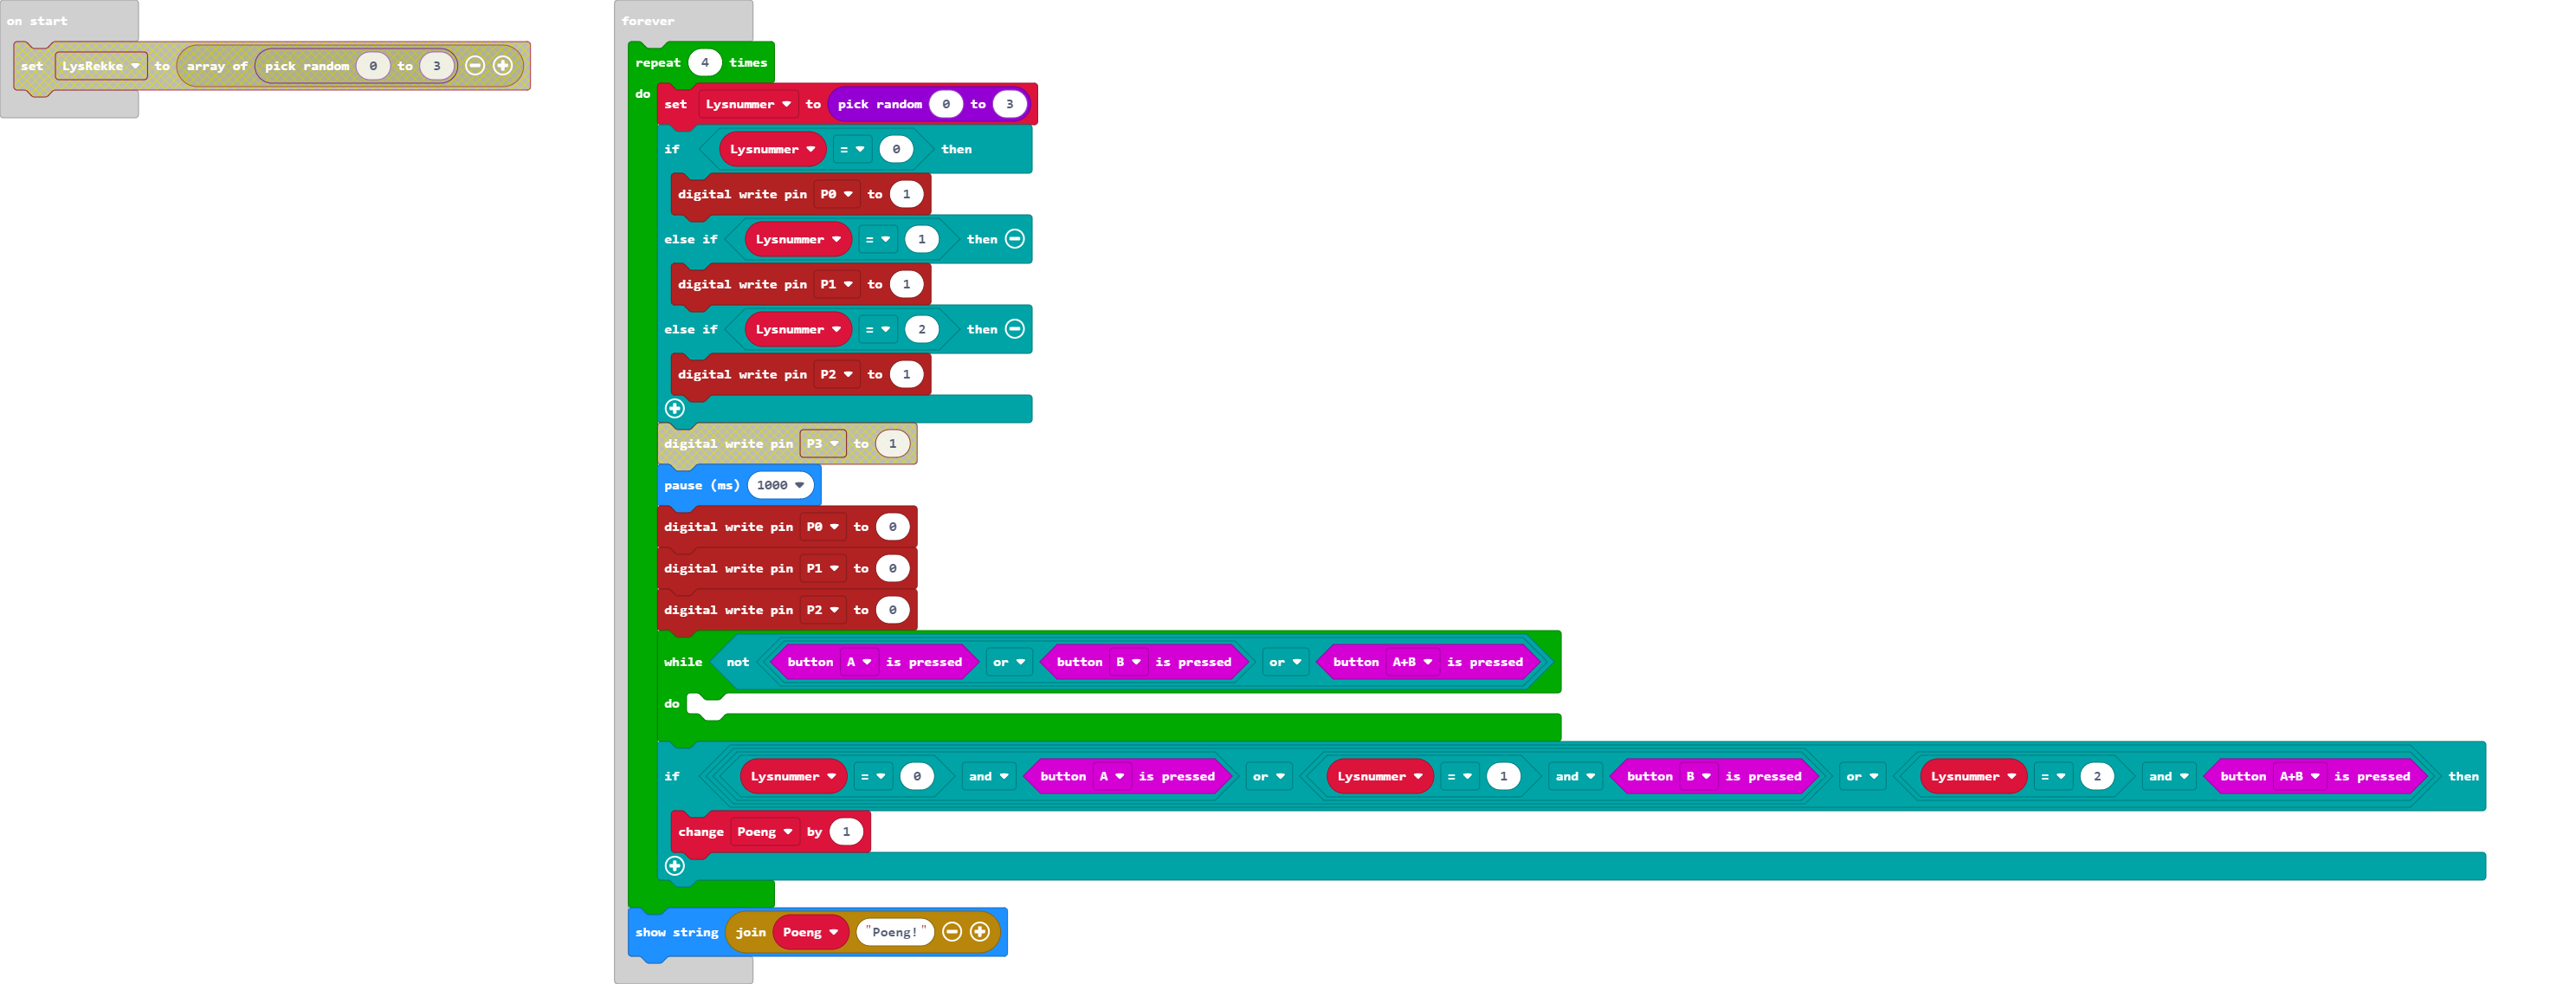 on start
set LysRekke to array of pick random 0 to 3
forever
repeat 4 times
do
set Lysnummer to pick random 0 to 3
if Lysnummer = 0 then
digital write pin P0 to 1
else if Lysnummer = 1 then
digital write pin P1 to 1
else if Lysnummer = 2 then
digital write pin P2 to 1
digital write pin P3 to 1
pause (ms) 1000
digital write pin P0 to 0
digital write pin P1 to 0
digital write pin P2 to 0
while not button A is pressed or button B is pressed or button A+B is pressed
do
if Lysnummer = 0 and button A is pressed or Lysnummer = 1 and button B is pressed or Lysnummer = 2 and button A+B is pressed then
change Poeng by 1
show string join Poeng "Poeng!"